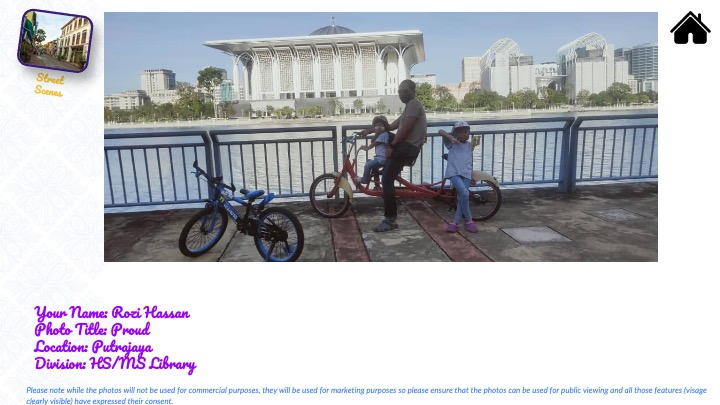 Street
Scenes
Your Name: Rozi Hassan
Photo Title: Proud
Location: Putrajaya
Division: HS/MS Library
Please note while the photos will not be used for commercial purposes, they will be used for marketing purposes so please ensure that the photos can be used for public viewing and all those features (visage
clearly visible) have expressed their consent.